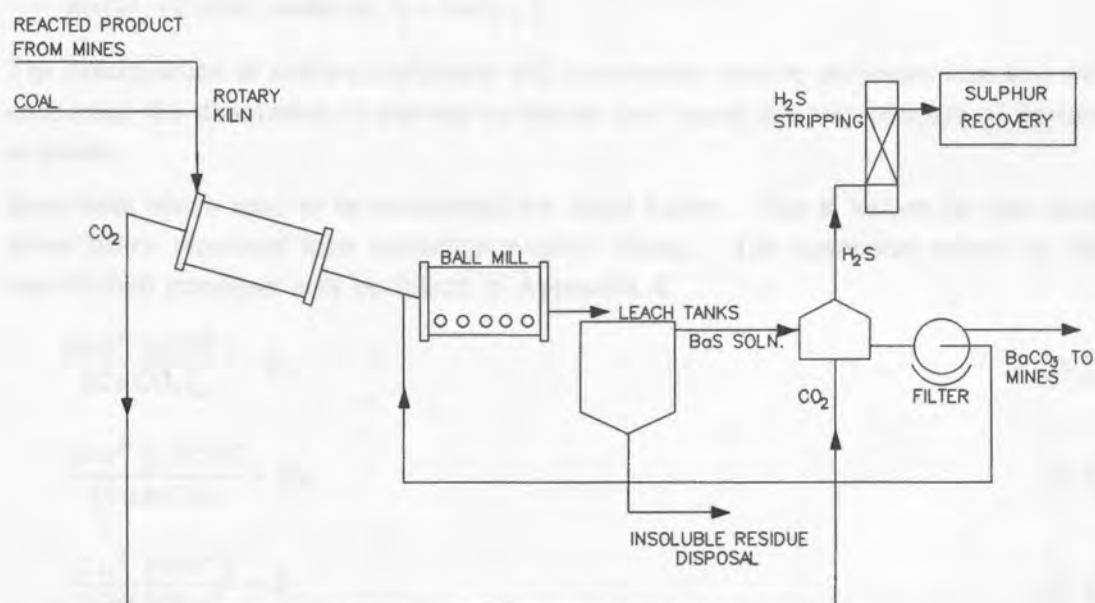 REACTED PRODUCT
FROM MINES
COAL
ROTARY
KILN
CO2
BALL MILL
LEACH TANKS
BaS SOLN.
H2S
STRIPPING
SULPHUR
RECOVERY
H2S
CO2
FILTER
BaCO3 TO
MINES
INSOLUBLE RESIDUE
DISPOSAL